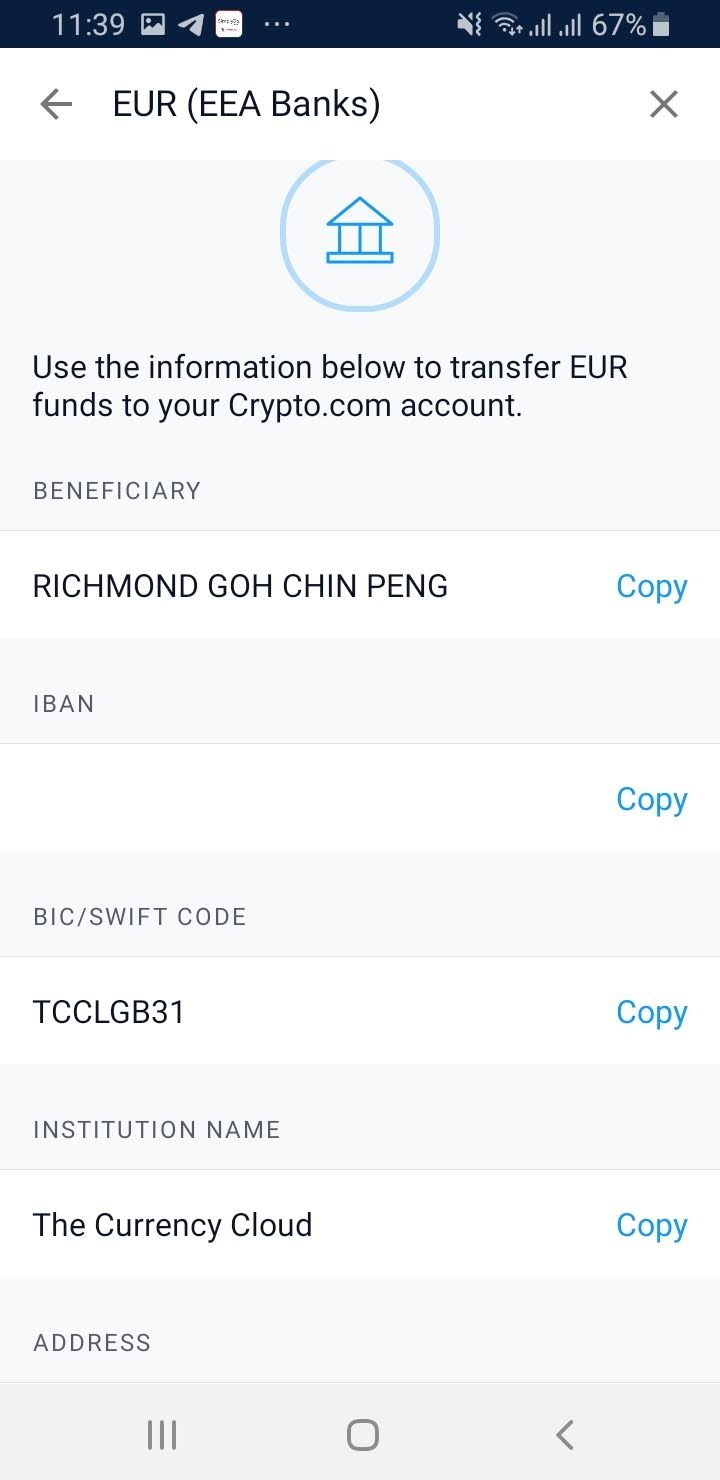 11:39 67%
EUR (EEA Banks)
Use the information below to transfer EUR
funds to your Crypto.com account.
BENEFICIARY
RICHMOND GOH CHIN PENG Copy
IBAN
Copy
BIC/SWIFT CODE
TCCLGB31 Copy
INSTITUTION NAME
The Currency Cloud Copy
ADDRESS